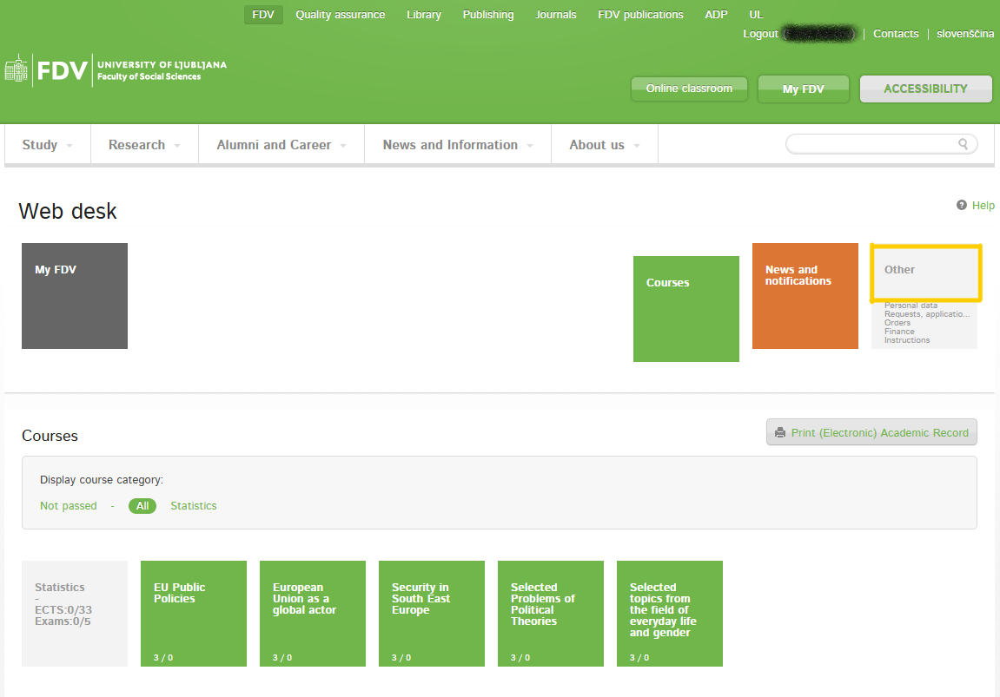 FDV Quality assurance Library Publishing Journals FDV publications ADP UL
Logout | Contacts | slovenščina
FDV UNIVERSITY OF LJUBLJANA
Faculty of Social Sciences
Online classroom My FDV ACCESSIBILITY
Study Research Alumni and Career News and Information About us
Web desk
Help
My FDV
Courses
News and
notifications
Other
Personal data
Requests, applicatio...
Orders
Finance
Instructions
Courses
Print (Electronic) Academic Record
Display course category:
Not passed - All Statistics
Statistics
-
ECTS:0/33
Exams:0/5
EU Public
Policies
3 / 0
European
Union as a
global actor
3 / 0
Security in
South East
Europe
3 / 0
Selected
Problems of
Political
Theories
3 / 0
Selected
topics from
the field of
everyday life
and gender
3 / 0